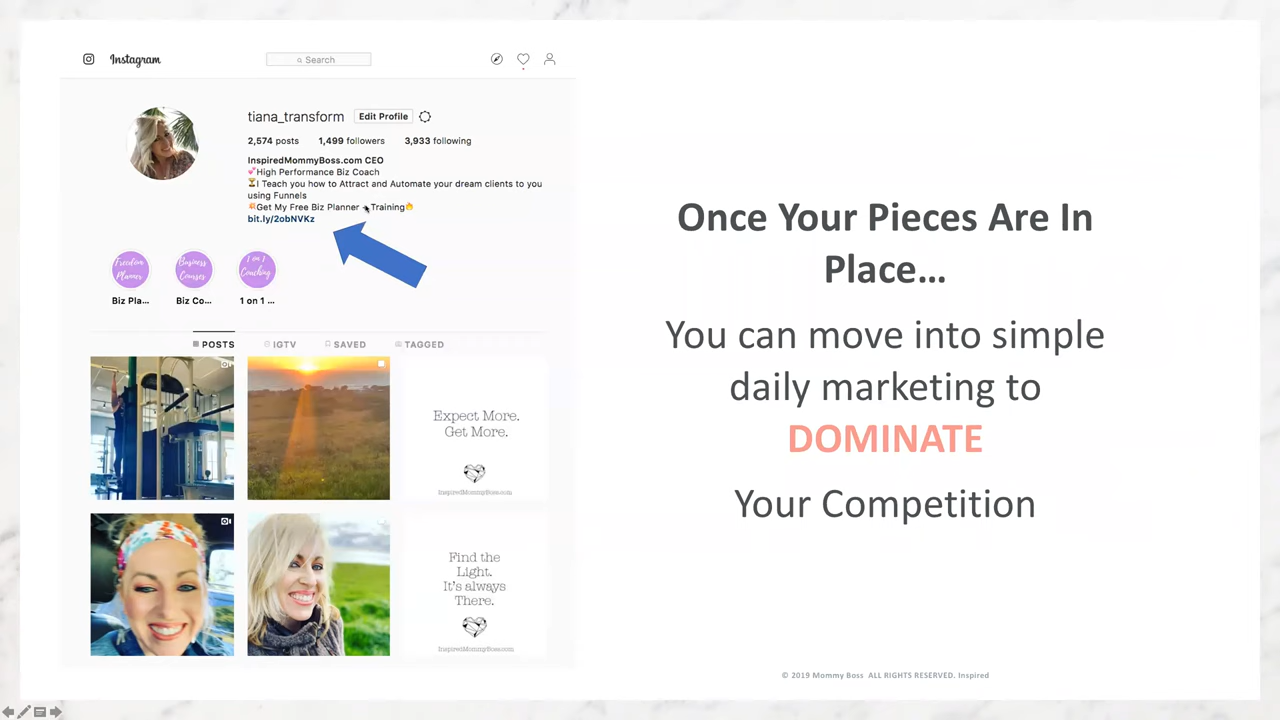 Instagram
Search
tiana_transform Edit Profile
2,574 posts 1,499 followers 3,933 following
InspiredMommyBoss.com CEO
💞High Performance Biz Coach
⏳I Teach you how to Attract and Automate your dream clients to you
using Funnels
💥Get My Free Biz Planner + Training🔥
bit.ly/2obNVKz
Freedom
Planner
Business
Courses
1 on 1
Coaching
Biz Pla... Biz Co... 1 on 1 ...
POSTS IGTV SAVED TAGGED
Expect More.
Get More.
InspiredMommyBoss.com
Find the
Light.
It's always
There.
InspiredMommyBoss.com
Once Your Pieces Are In
Place...
You can move into simple
daily marketing to
DOMINATE
Your Competition
© 2019 Mommy Boss ALL RIGHTS RESERVED. Inspired